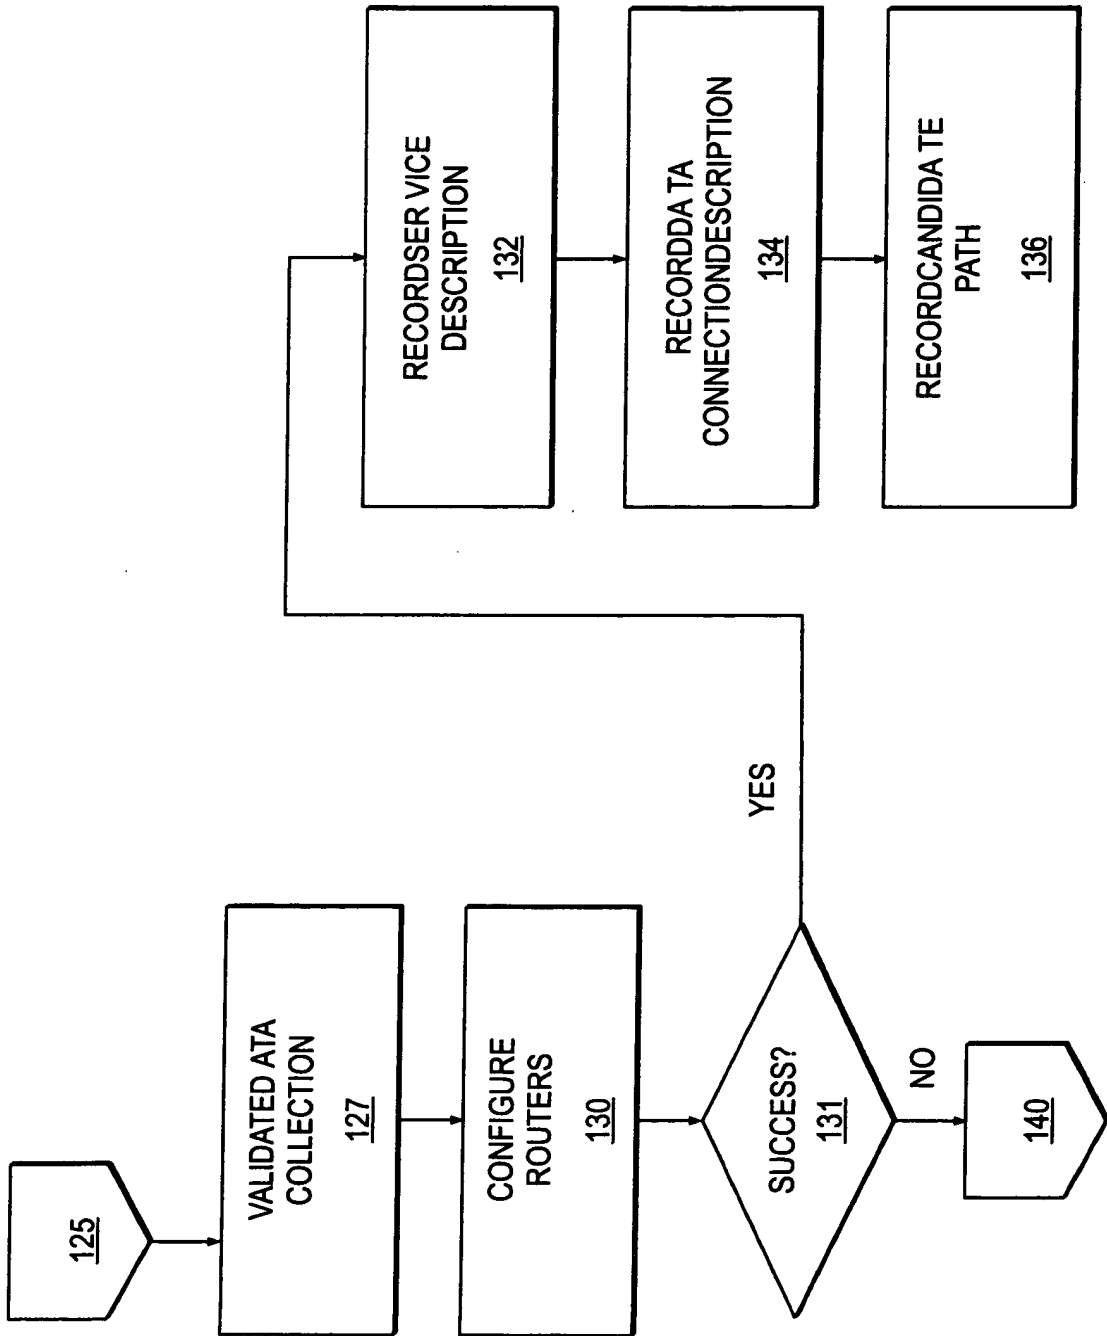 125
VALIDATED ATA
COLLECTION
127
CONFIGURE
ROUTERS
130
SUCCESS?
131
NO
140
YES
RECORDSER VICE
DESCRIPTION
132
RECORDDA TA
CONNECTIONDESCRIPTION
134
RECORDCANDIDA TE
PATH
136